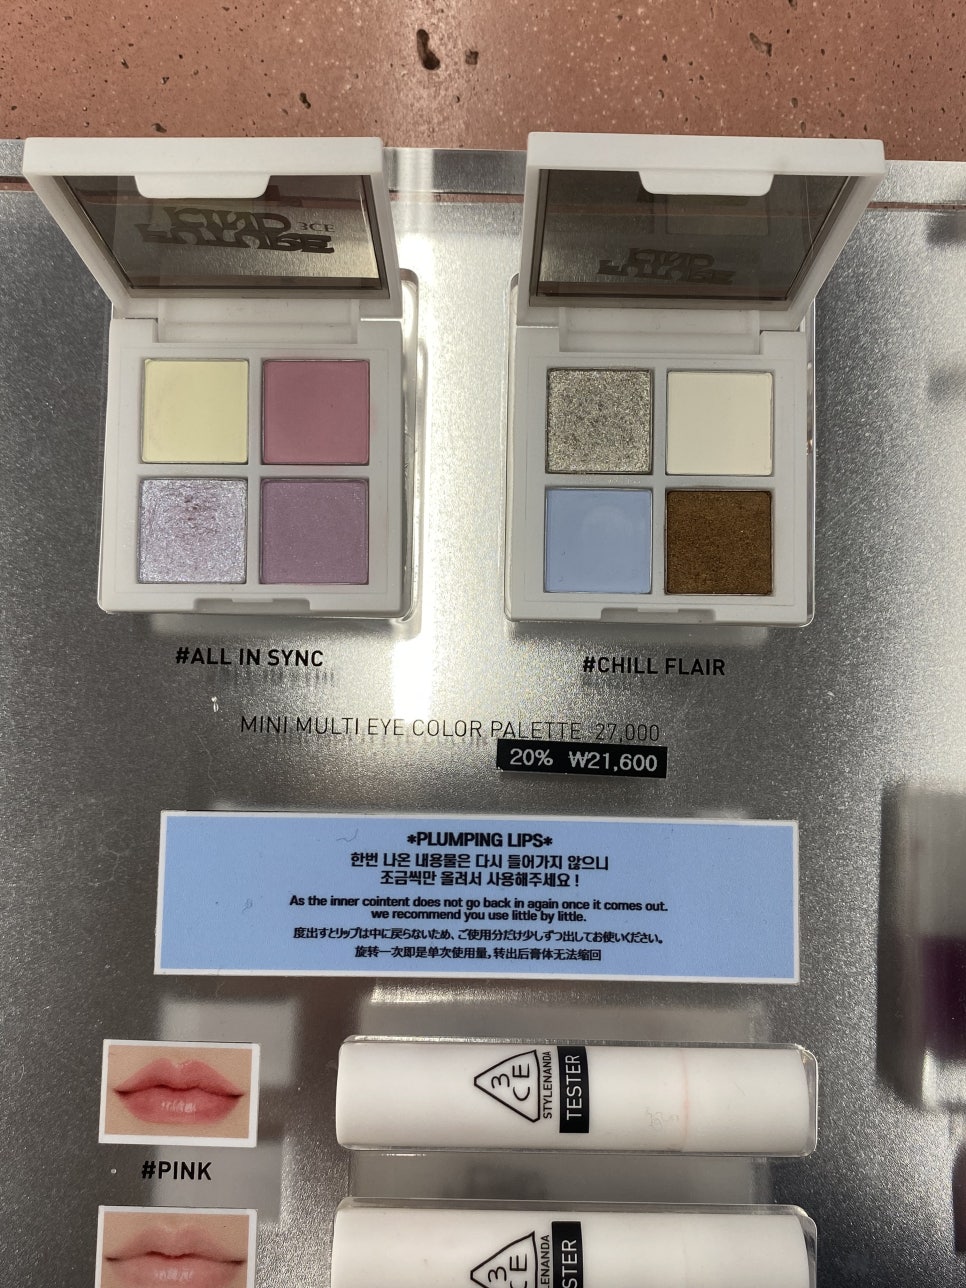 FUTURE
KIND
3CE
FUTURE
KIND
#ALL IN SYNC
#CHILL FLAIR
MINI MULTI EYE COLOR PALETTE 27,000
20% ₩21,600
*PLUMPING LIPS*
한번 나온 내용물은 다시 들어가지 않으니
조금씩만 올려서 사용해주세요 !
As the inner cointent does not go back in again once it comes out.
we recommend you use little by little.
度出すとリップは中に戻らないため、ご使用分だけ少しずつ出してお使いください。
旋转一次即是单次使用量, 转出后膏体无法缩回
3CE
STYLENANDA
TESTER
#PINK
3CE
STYLENANDA
TESTER